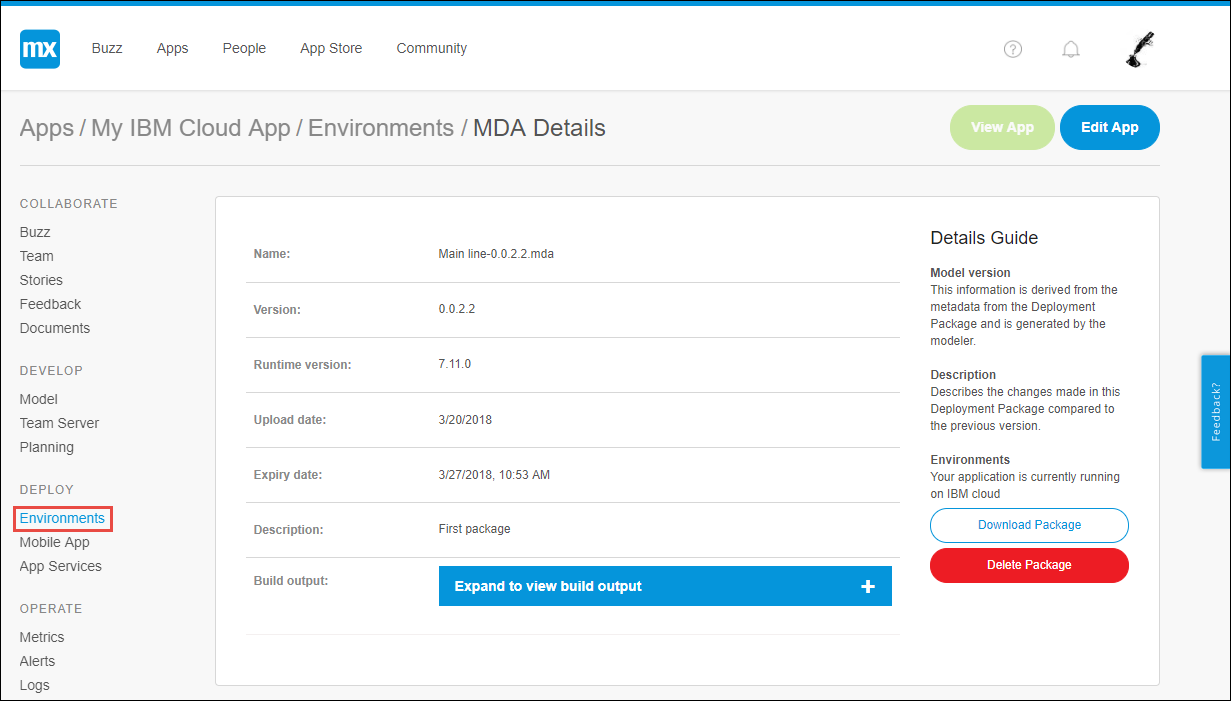 mx
Buzz
Apps
People
App Store
Community
?
Apps / My IBM Cloud App / Environments / MDA Details
View App
Edit App
COLLABORATE
Buzz
Team
Stories
Feedback
Documents
DEVELOP
Model
Team Server
Planning
DEPLOY
Environments
Mobile App
App Services
OPERATE
Metrics
Alerts
Logs
Name: Main line-0.0.2.2.mda
Version: 0.0.2.2
Runtime version: 7.11.0
Upload date: 3/20/2018
Expiry date: 3/27/2018, 10:53 AM
Description: First package
Build output: Expand to view build output +
Details Guide
Model version
This information is derived from the
metadata from the Deployment
Package and is generated by the
modeler.
Description
Describes the changes made in this
Deployment Package compared to
the previous version.
Environments
Your application is currently running
on IBM cloud
Download Package
Delete Package
Feedback?